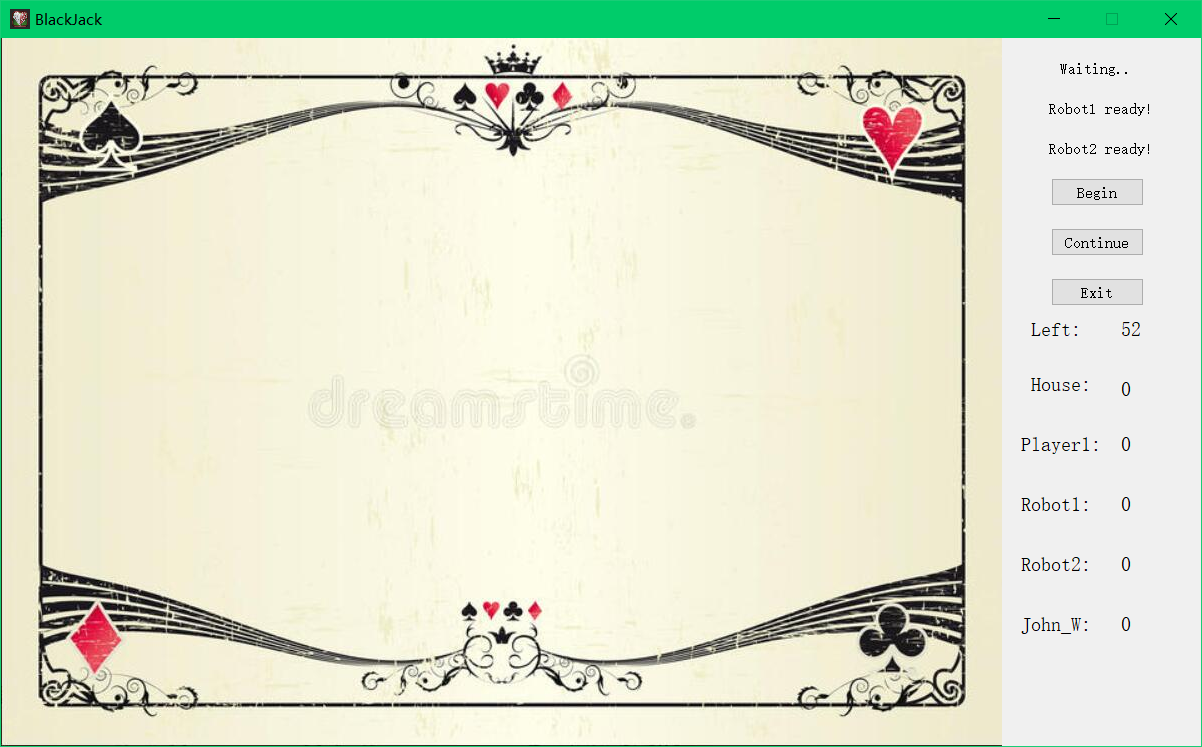 BlackJack
Waiting..
Robot1 ready!
Robot2 ready!
Begin
Continue
Exit
Left: 52
House: 0
Player1: 0
Robot1: 0
Robot2: 0
John_W: 0
dreamstime.